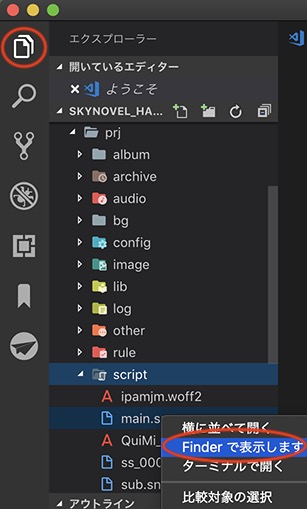 エクスプローラー
開いているエディター
ようこそ
SKYNOVEL_HA...
prj
album
archive
audio
bg
config
image
lib
log
other
rule
script
ipamjm.woff2
main.s
横に並べて開く
QuiMi_
Finder で表示します
ss_000
ターミナルで開く
sub.sn
比較対象の選択
アウトライン